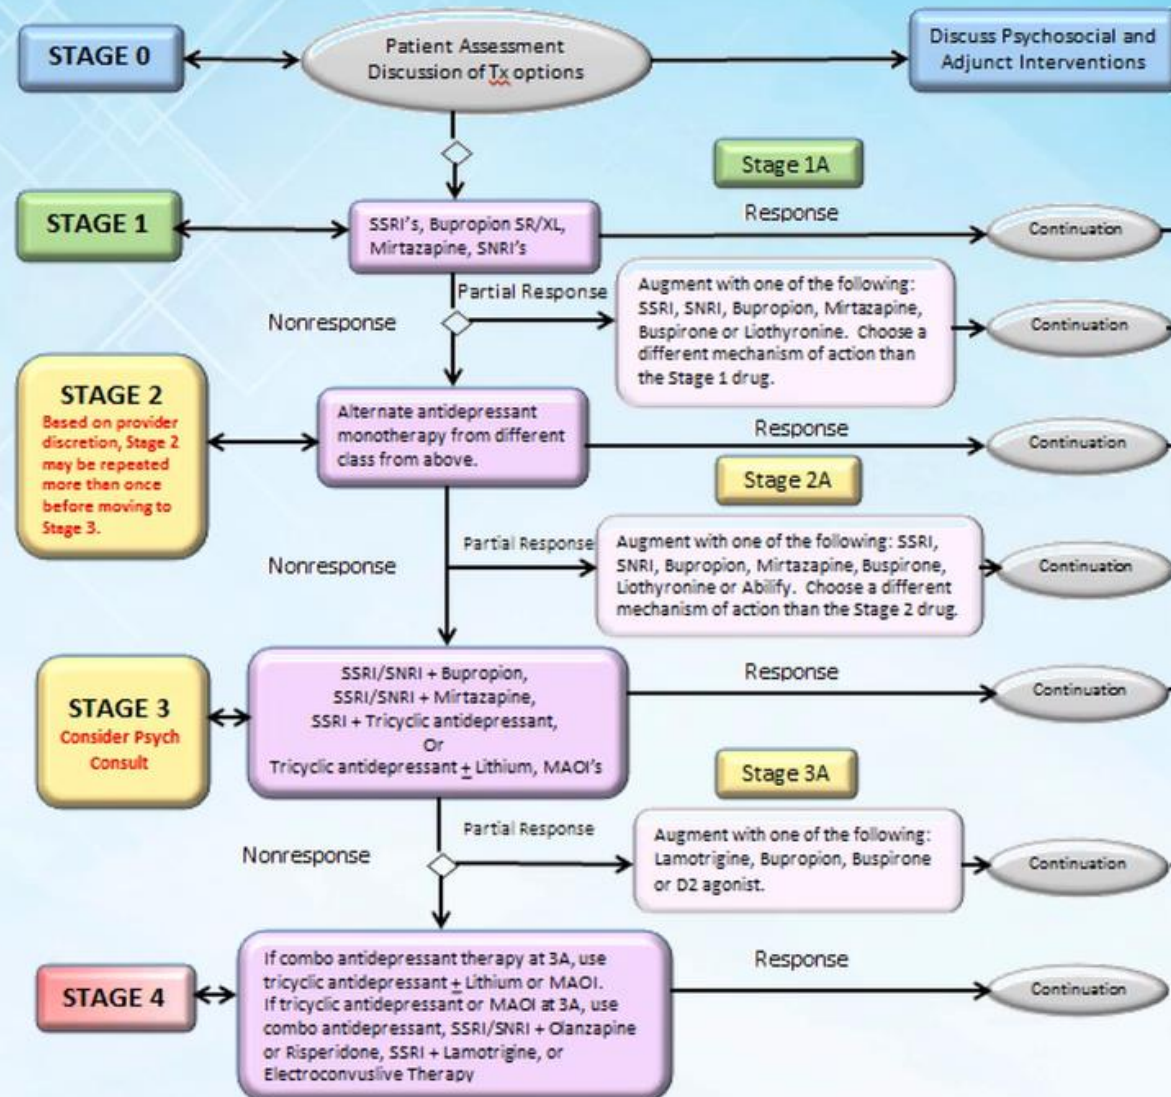 STAGE 0
Patient Assessment
Discussion of Tx options
Discuss Psychosocial and
Adjunct Interventions
Stage 1A
STAGE 1
SSRI's, Bupropion SR/XL,
Mirtazapine, SNRI's
Response
Continuation
Partial Response
Nonresponse
Augment with one of the following:
SSRI, SNRI, Bupropion, Mirtazapine,
Buspirone or Liothyronine. Choose a
different mechanism of action than
the Stage 1 drug.
Continuation
STAGE 2
Based on provider
discretion, Stage 2
may be repeated
more than once
before moving to
Stage 3.
Alternate antidepressant
monotherapy from different
class from above.
Response
Continuation
Stage 2A
Partial Response
Nonresponse
Augment with one of the following: SSRI,
SNRI, Bupropion, Mirtazapine, Buspirone,
Liothyronine or Abilify. Choose a different
mechanism of action than the Stage 2 drug.
Continuation
STAGE 3
Consider Psych
Consult
SSRI/SNRI + Bupropion,
SSRI/SNRI + Mirtazapine,
SSRI + Tricyclic antidepressant,
Or
Tricyclic antidepressant ± Lithium, MAOI's
Response
Continuation
Stage 3A
Partial Response
Nonresponse
Augment with one of the following:
Lamotrigine, Bupropion, Buspirone
or D2 agonist.
Continuation
STAGE 4
If combo antidepressant therapy at 3A, use
tricyclic antidepressant ± Lithium or MAOI.
If tricyclic antidepressant or MAOI at 3A, use
combo antidepressant, SSRI/SNRI + Olanzapine
or Risperidone, SSRI + Lamotrigine, or
Electroconvuslive Therapy
Response
Continuation